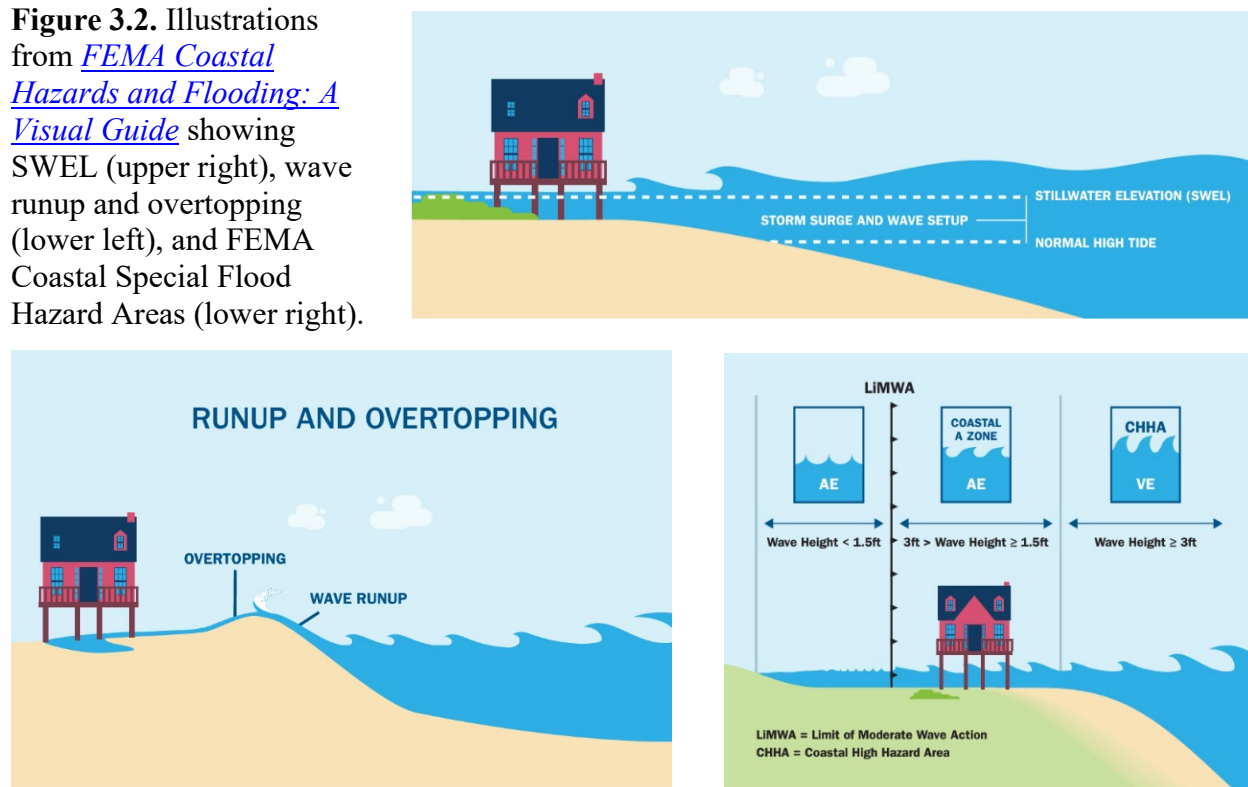 Figure 3.2. Illustrations
from FEMA Coastal
Hazards and Flooding: A
Visual Guide showing
SWEL (upper right), wave
runup and overtopping
(lower left), and FEMA
Coastal Special Flood
Hazard Areas (lower right).
STILLWATER ELEVATION (SWEL)
STORM SURGE AND WAVE SETUP
NORMAL HIGH TIDE
RUNUP AND OVERTOPPING
OVERTOPPING
WAVE RUNUP
LiMWA
COASTAL
A ZONE
CHHA
AE
AE
VE
Wave Height < 1.5ft
3ft > Wave Height ≥ 1.5ft
Wave Height ≥ 3ft
LiMWA = Limit of Moderate Wave Action
CHHA = Coastal High Hazard Area